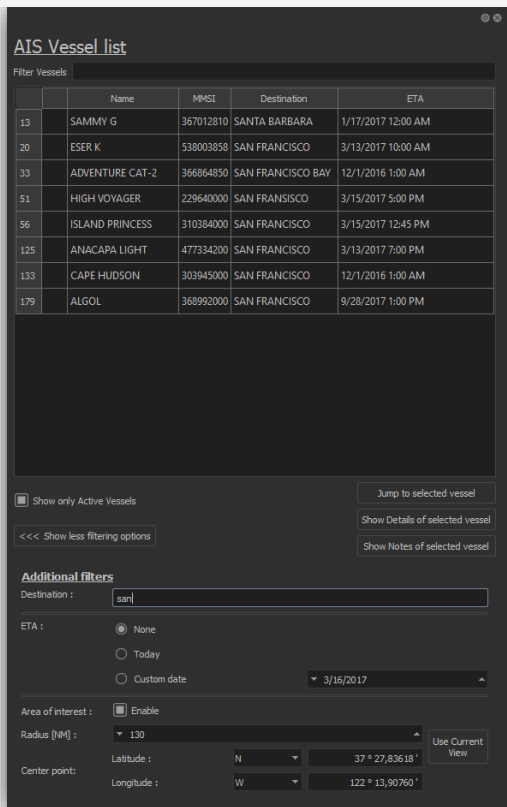 AIS Vessel list
Filter Vessels
Name MMSI Destination ETA
13 SAMMY G 367012810 SANTA BARBARA 1/17/2017 12:00 AM
20 ESER K 538003858 SAN FRANCISCO 3/13/2017 10:00 AM
33 ADVENTURE CAT-2 366864850 SAN FRANCISCO BAY 12/1/2016 1:00 AM
51 HIGH VOYAGER 229640000 SAN FRANSISCO 3/15/2017 5:00 PM
56 ISLAND PRINCESS 310384000 SAN FRANCISCO 3/15/2017 12:45 PM
125 ANACAPA LIGHT 477334200 SAN FRANCISCO 3/13/2017 7:00 PM
133 CAPE HUDSON 303945000 SAN FRANCISCO 12/1/2016 1:00 AM
179 ALGOL 368992000 SAN FRANCISCO 9/28/2017 1:00 PM
Show only Active Vessels
Jump to selected vessel
Show Details of selected vessel
<<< Show less filtering options
Show Notes of selected vessel
Additional filters
Destination : san
ETA : None
Today
Custom date 3/16/2017
Area of interest : Enable
Radius [NM] : 130
Use Current View
Center point:
Latitude : N 37 ° 27,83618 '
Longitude : W 122 ° 13,90760 '